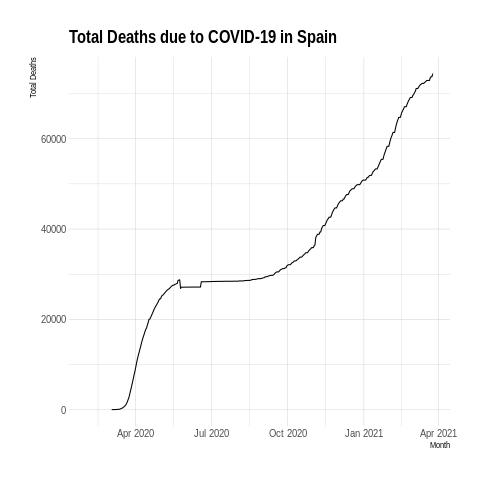 Total Deaths due to COVID-19 in Spain
Total Deaths
60000
40000
20000
0
Apr 2020 Jul 2020 Oct 2020 Jan 2021 Apr 2021
Month